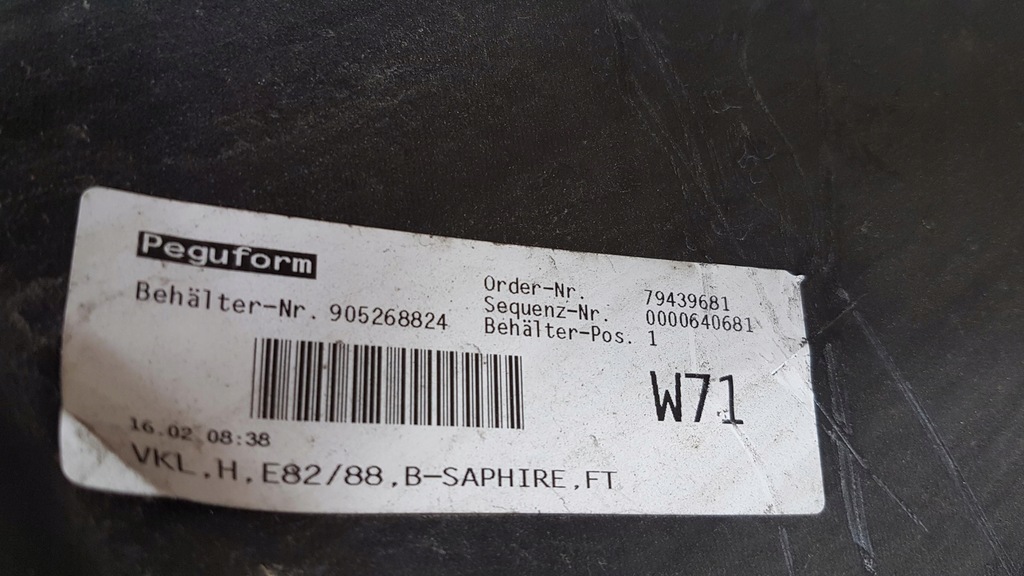 Peguform
Behälter-Nr. 905268824
Order-Nr. 79439681
Sequenz-Nr. 0000640681
Behälter-Pos. 1
W71
16.02 08:38
VKL,H,E82/88,B-SAPHIRE,FT